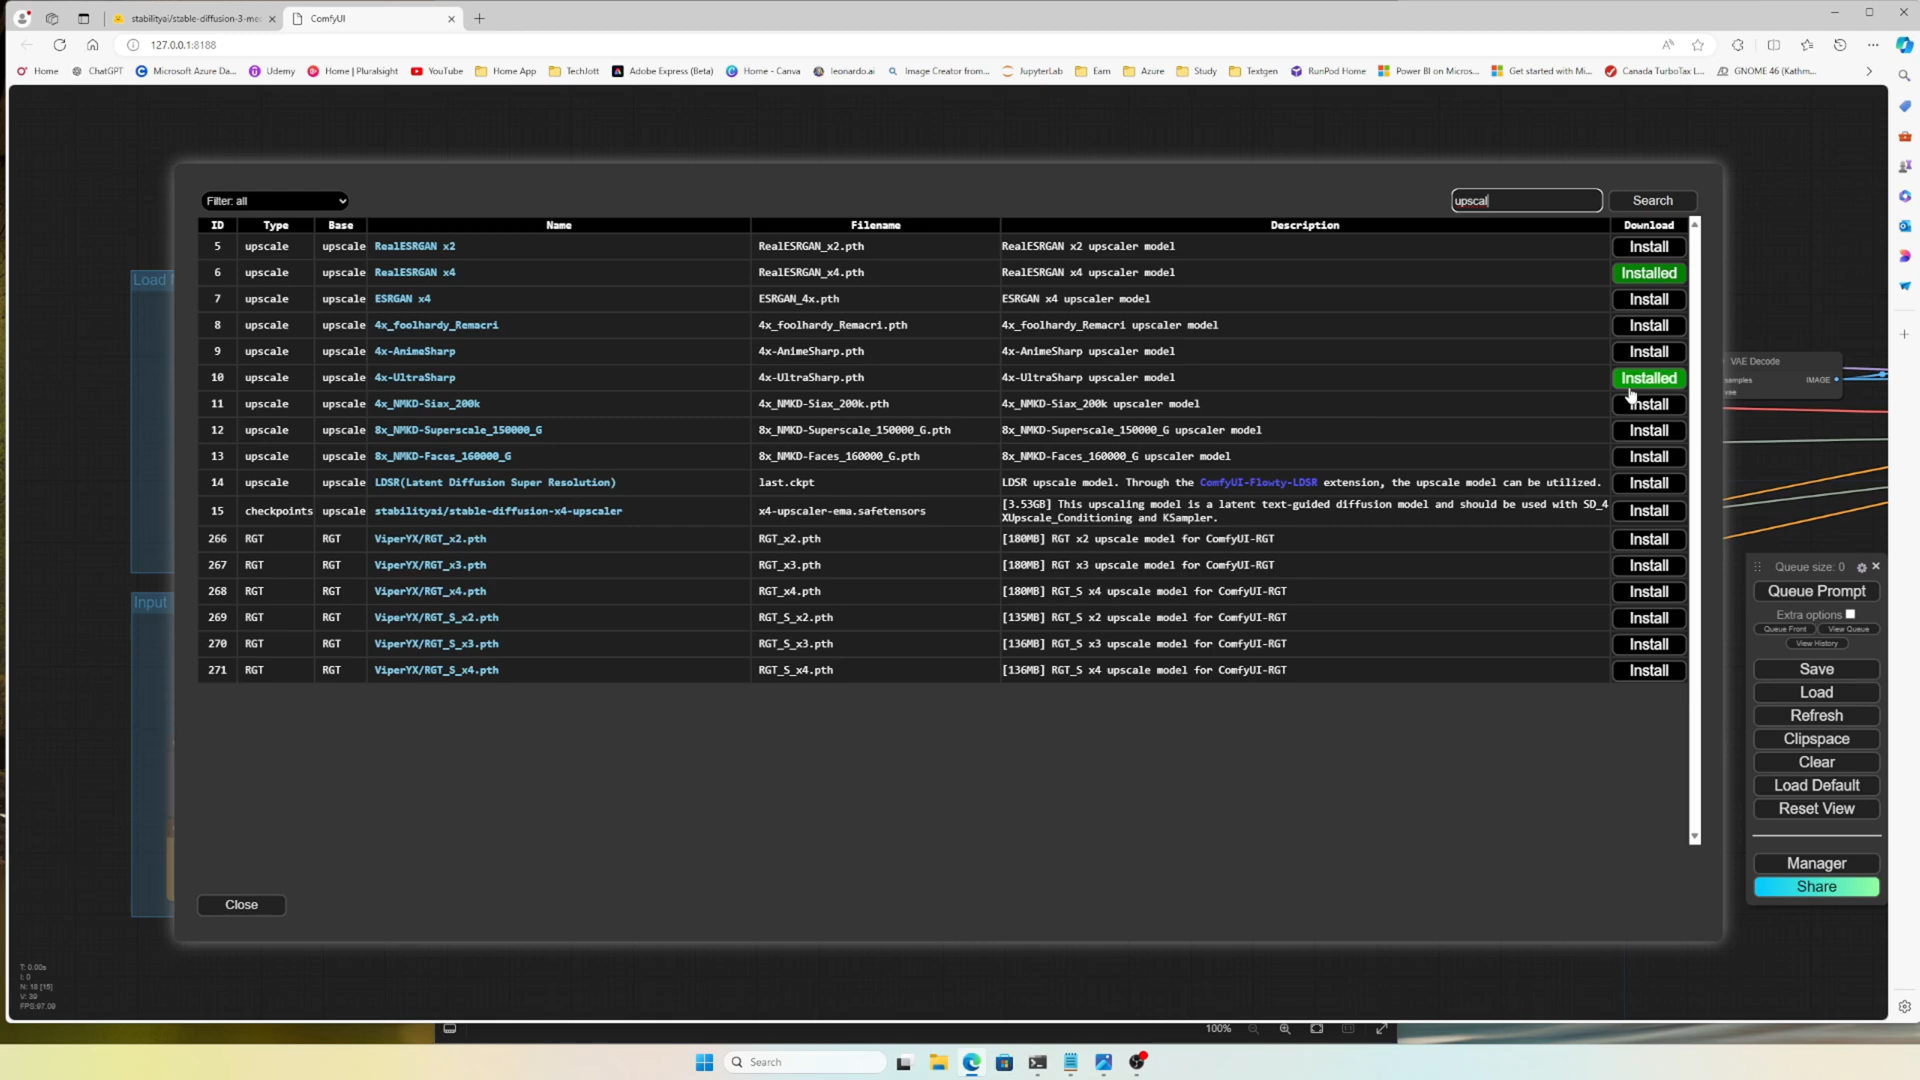 stabilityai/stable-diffusion-3-mec
ComfyUI
127.0.0.1:8188
Home
ChatGPT
Microsoft Azure Da...
Udemy
Home | Pluralsight
YouTube
Home App
TechJott
Adobe Express (Beta)
Home - Canva
leonardo.ai
Image Creator from...
JupyterLab
Earn
Azure
Study
Textgen
RunPod Home
Power BI on Micros...
Get started with Mi...
Canada TurboTax L...
GNOME 46 (Kathm...
Filter: all
upscal
Search
ID Type Base Name Filename Description Download
5 upscale upscale RealESRGAN x2 RealESRGAN_x2.pth RealESRGAN x2 upscaler model Install
6 upscale upscale RealESRGAN x4 RealESRGAN_x4.pth RealESRGAN x4 upscaler model Installed
7 upscale upscale ESRGAN x4 ESRGAN_4x.pth ESRGAN x4 upscaler model Install
8 upscale upscale 4x_foolhardy_Remacri 4x_foolhardy_Remacri.pth 4x_foolhardy_Remacri upscaler model Install
9 upscale upscale 4x-AnimeSharp 4x-AnimeSharp.pth 4x-AnimeSharp upscaler model Install
10 upscale upscale 4x-UltraSharp 4x-UltraSharp.pth 4x-UltraSharp upscaler model Installed
11 upscale upscale 4x_NMKD-Siax_200k 4x_NMKD-Siax_200k.pth 4x_NMKD-Siax_200k upscaler model Install
12 upscale upscale 8x_NMKD-Superscale_150000_G 8x_NMKD-Superscale_150000_G.pth 8x_NMKD-Superscale_150000_G upscaler model Install
13 upscale upscale 8x_NMKD-Faces_160000_G 8x_NMKD-Faces_160000_G.pth 8x_NMKD-Faces_160000_G upscaler model Install
14 upscale upscale LDSR(Latent Diffusion Super Resolution) last.ckpt LDSR upscale model. Through the ComfyUI-Flowty-LDSR extension, the upscale model can be utilized. Install
15 checkpoints upscale stabilityai/stable-diffusion-x4-upscaler x4-upscaler-ema.safetensors [3.53GB] This upscaling model is a latent text-guided diffusion model and should be used with SD_4
XUpscale_Conditioning and KSampler. Install
266 RGT RGT ViperYX/RGT_x2.pth RGT_x2.pth [180MB] RGT x2 upscale model for ComfyUI-RGT Install
267 RGT RGT ViperYX/RGT_x3.pth RGT_x3.pth [180MB] RGT x3 upscale model for ComfyUI-RGT Install
268 RGT RGT ViperYX/RGT_x4.pth RGT_x4.pth [180MB] RGT_S x4 upscale model for ComfyUI-RGT Install
269 RGT RGT ViperYX/RGT_S_x2.pth RGT_S_x2.pth [135MB] RGT_S x2 upscale model for ComfyUI-RGT Install
270 RGT RGT ViperYX/RGT_S_x3.pth RGT_S_x3.pth [136MB] RGT_S x3 upscale model for ComfyUI-RGT Install
271 RGT RGT ViperYX/RGT_S_x4.pth RGT_S_x4.pth [136MB] RGT_S x4 upscale model for ComfyUI-RGT Install
Close
Load
Input
VAE Decode
samples IMAGE
vae
Queue size: 0
Queue Prompt
Extra options
Queue Front View Queue
View History
Save
Load
Refresh
Clipspace
Clear
Load Default
Reset View
Manager
Share
T: 0.00s
I: 0
N: 18 [15]
V: 39
FPS:97.09
100%
Search